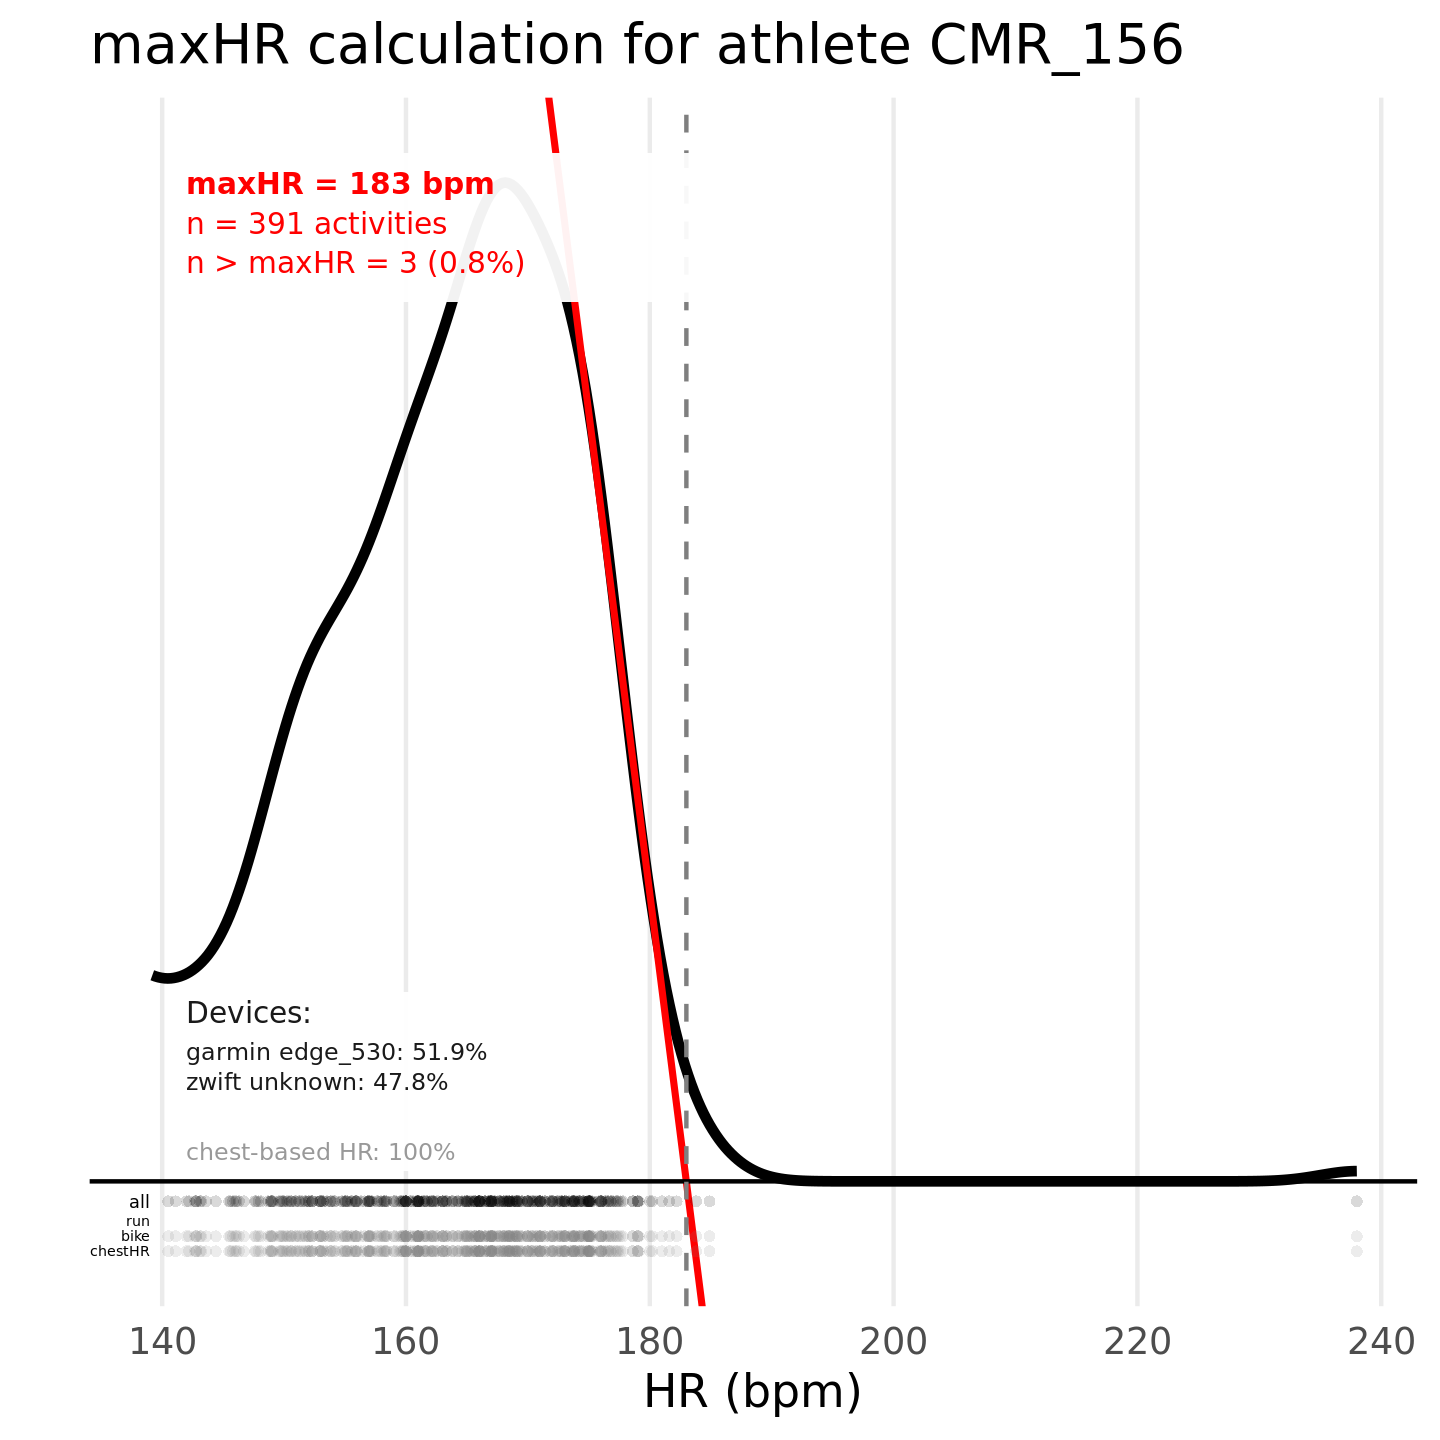 maxHR calculation for athlete CMR_156
maxHR = 183 bpm
n = 391 activities
n > maxHR = 3 (0.8%)
Devices:
garmin edge_530: 51.9%
zwift unknown: 47.8%
chest-based HR: 100%
all
run
bike
chestHR
140 160 180 200 220 240
HR (bpm)